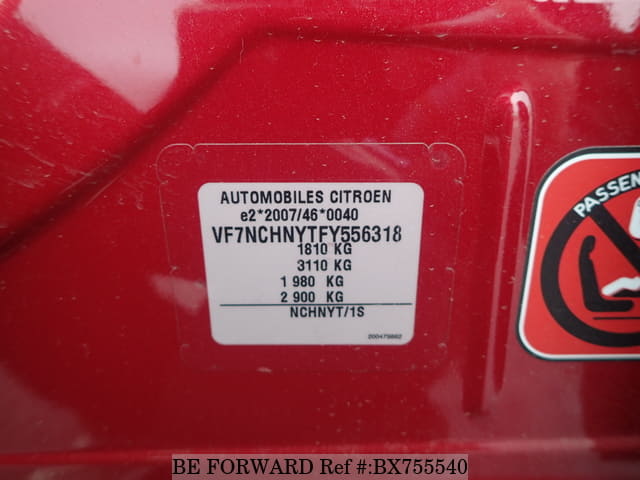 AUTOMOBILES CITROEN
e2*2007/46*0040
VF7NCHNYTFY556318
1810 KG
3110 KG
1 980 KG
2 900 KG
NCHNYT/1S
PASSEN
BE FORWARD Ref #:BX755540